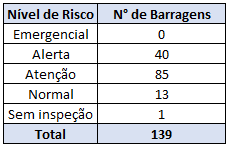 Nível de Risco N° de Barragens
Emergencial 0
Alerta 40
Atenção 85
Normal 13
Sem inspeção 1
Total 139